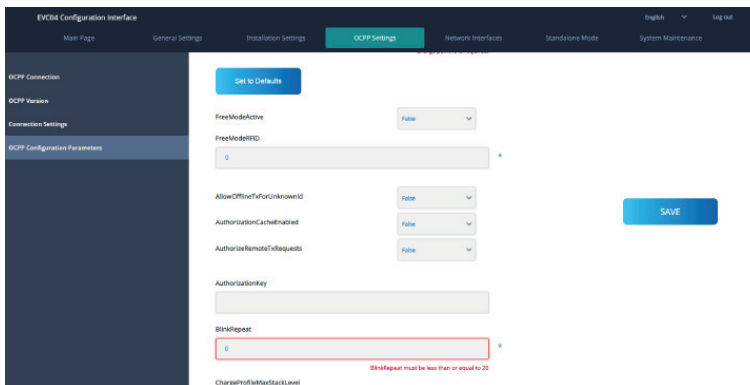 EVC04 Configuration Interface
English
Log out
Main Page
General Settings
Installation Settings
OCPP Settings
Network Interfaces
Standalone Mode
System Maintenance
OCPP Connection
OCPP Version
Connection Settings
OCPP Configuration Parameters
Set to Defaults
FreeModeActive
False
FreeModeRFID
0
*
AllowOfflineTxForUnknownId
False
AuthorizationCacheEnabled
False
AuthorizeRemoteTxRequests
False
SAVE
AuthorizationKey
BlinkRepeat
0
*
BlinkRepeat must be less than or equal to 20
ChargeProfileMaxStackLevel